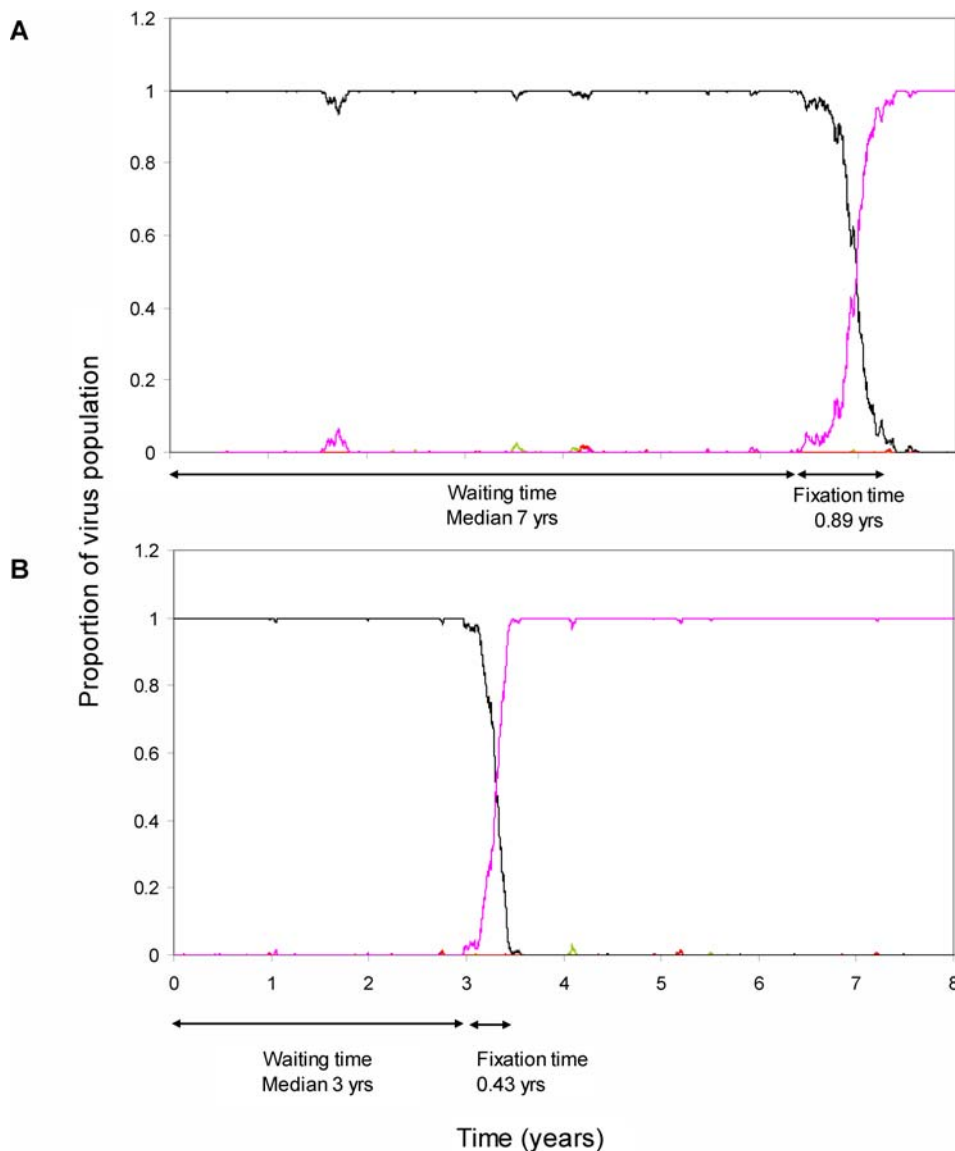 A
1.2
1
0.8
0.6
0.4
0.2
0
Waiting time
Median 7 yrs
Fixation time
0.89 yrs
Proportion of virus population
B
1.2
1
0.8
0.6
0.4
0.2
0
0 1 2 3 4 5 6 7 8
Waiting time
Median 3 yrs
Fixation time
0.43 yrs
Time (years)